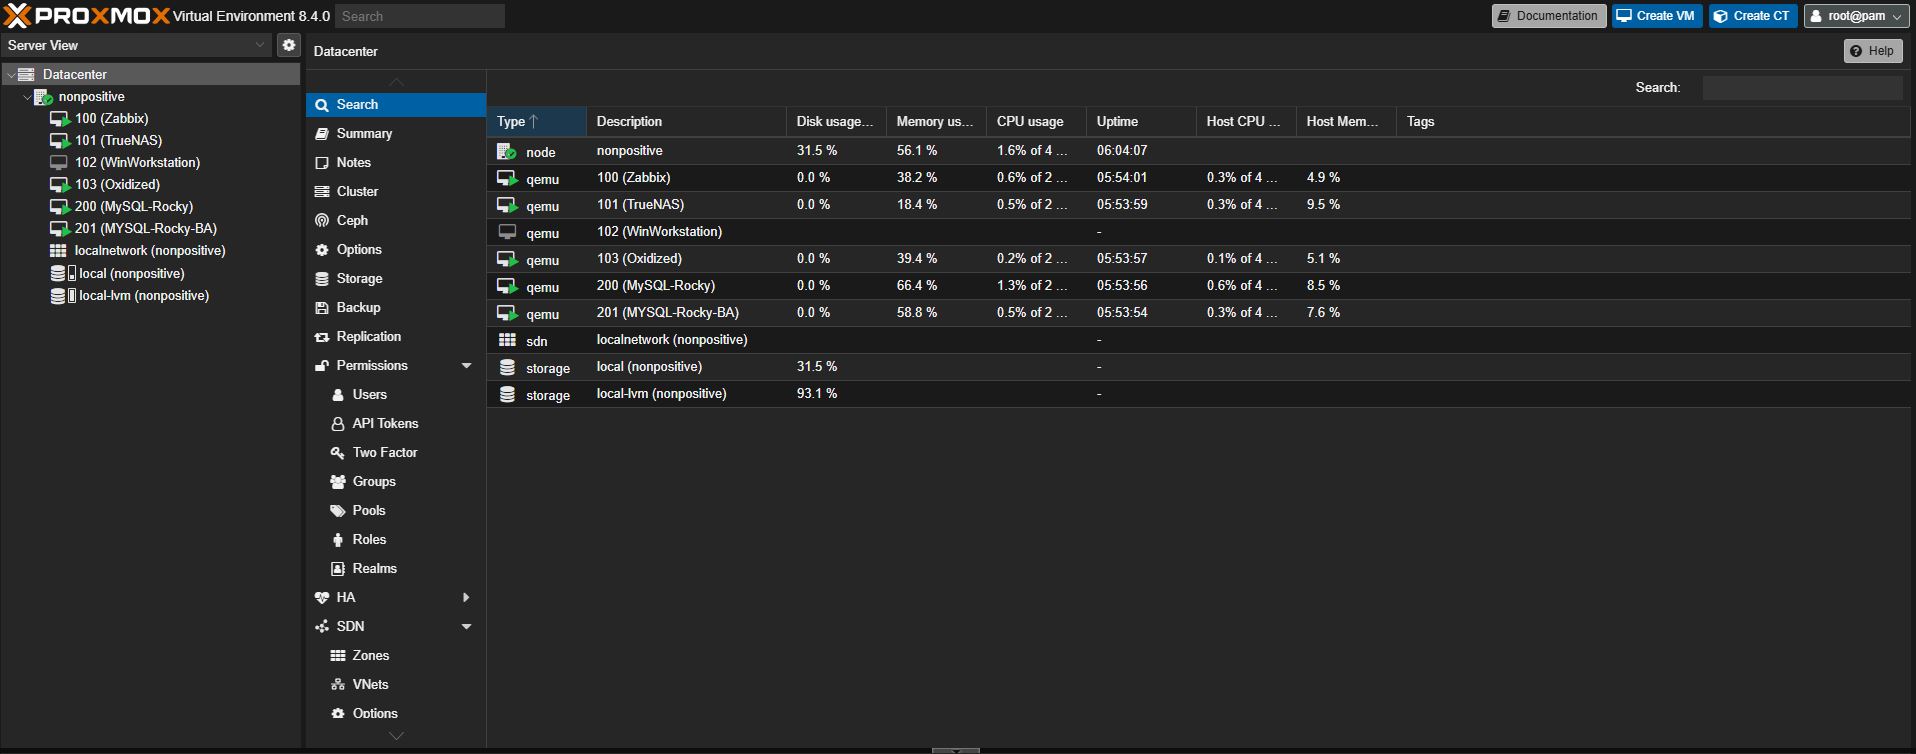 PROXMOX Virtual Environment 8.4.0 Search Documentation Create VM Create CT root@pam
Server View
Datacenter
nonpositive
100 (Zabbix)
101 (TrueNAS)
102 (WinWorkstation)
103 (Oxidized)
200 (MySQL-Rocky)
201 (MYSQL-Rocky-BA)
localnetwork (nonpositive)
local (nonpositive)
local-lvm (nonpositive)
Datacenter Help
Search
Summary
Notes
Cluster
Ceph
Options
Storage
Backup
Replication
Permissions
Users
API Tokens
Two Factor
Groups
Pools
Roles
Realms
HA
SDN
Zones
VNets
Options
Search:
Type Description Disk usage... Memory us... CPU usage Uptime Host CPU ... Host Mem... Tags
node nonpositive 31.5 % 56.1 % 1.6% of 4 ... 06:04:07
qemu 100 (Zabbix) 0.0 % 38.2 % 0.6% of 2 ... 05:54:01 0.3% of 4 ... 4.9 %
qemu 101 (TrueNAS) 0.0 % 18.4 % 0.5% of 2 ... 05:53:59 0.3% of 4 ... 9.5 %
qemu 102 (WinWorkstation) -
qemu 103 (Oxidized) 0.0 % 39.4 % 0.2% of 2 ... 05:53:57 0.1% of 4 ... 5.1 %
qemu 200 (MySQL-Rocky) 0.0 % 66.4 % 1.3% of 2 ... 05:53:56 0.6% of 4 ... 8.5 %
qemu 201 (MYSQL-Rocky-BA) 0.0 % 58.8 % 0.5% of 2 ... 05:53:54 0.3% of 4 ... 7.6 %
sdn localnetwork (nonpositive) -
storage local (nonpositive) 31.5 % -
storage local-lvm (nonpositive) 93.1 % -